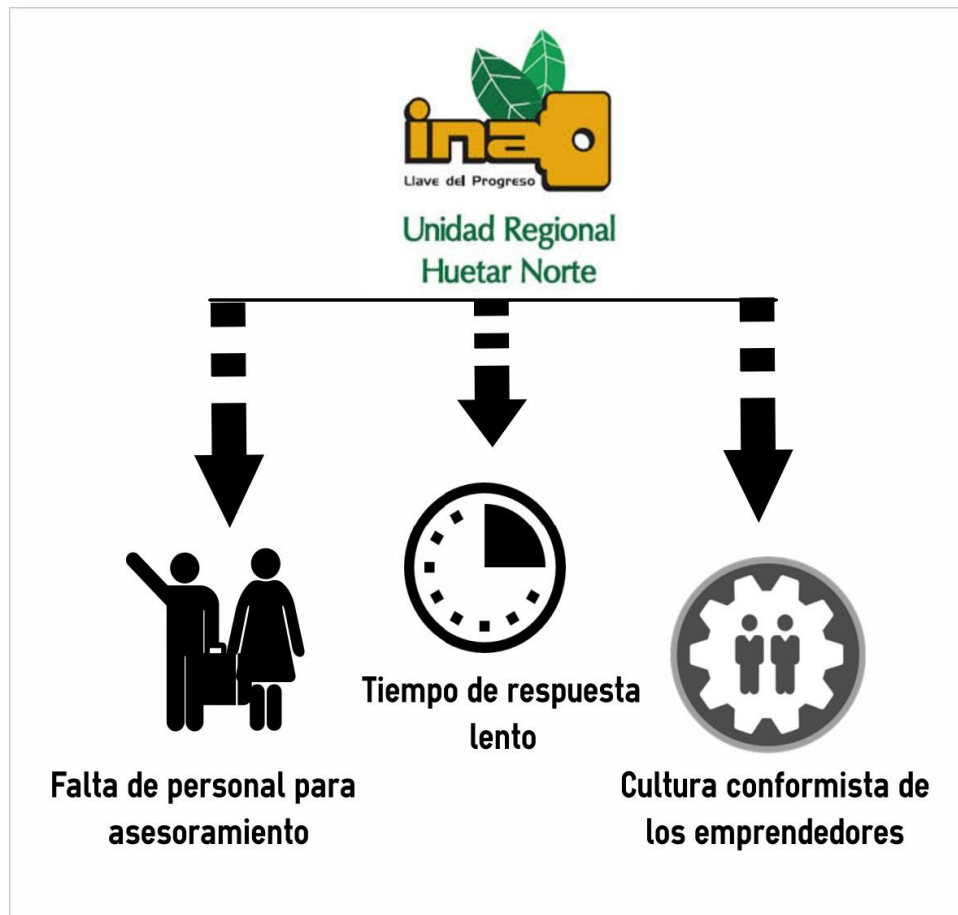 ina
Llave del Progreso
Unidad Regional
Huetar Norte
Tiempo de respuesta
lento
Falta de personal para
asesoramiento
Cultura conformista de
los emprendedores